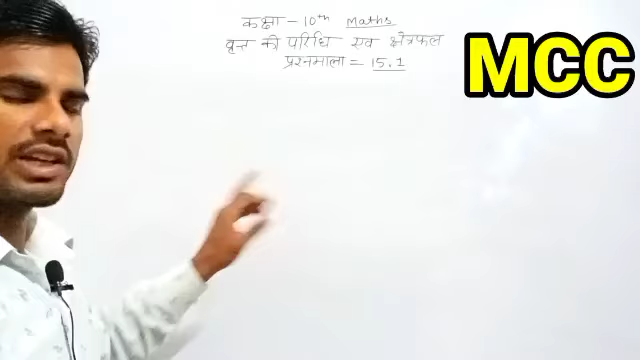 कक्षा - 10th Maths
वृत्त की परिधि एव क्षेत्रफल
प्रश्नमाला = 15.1
MCC